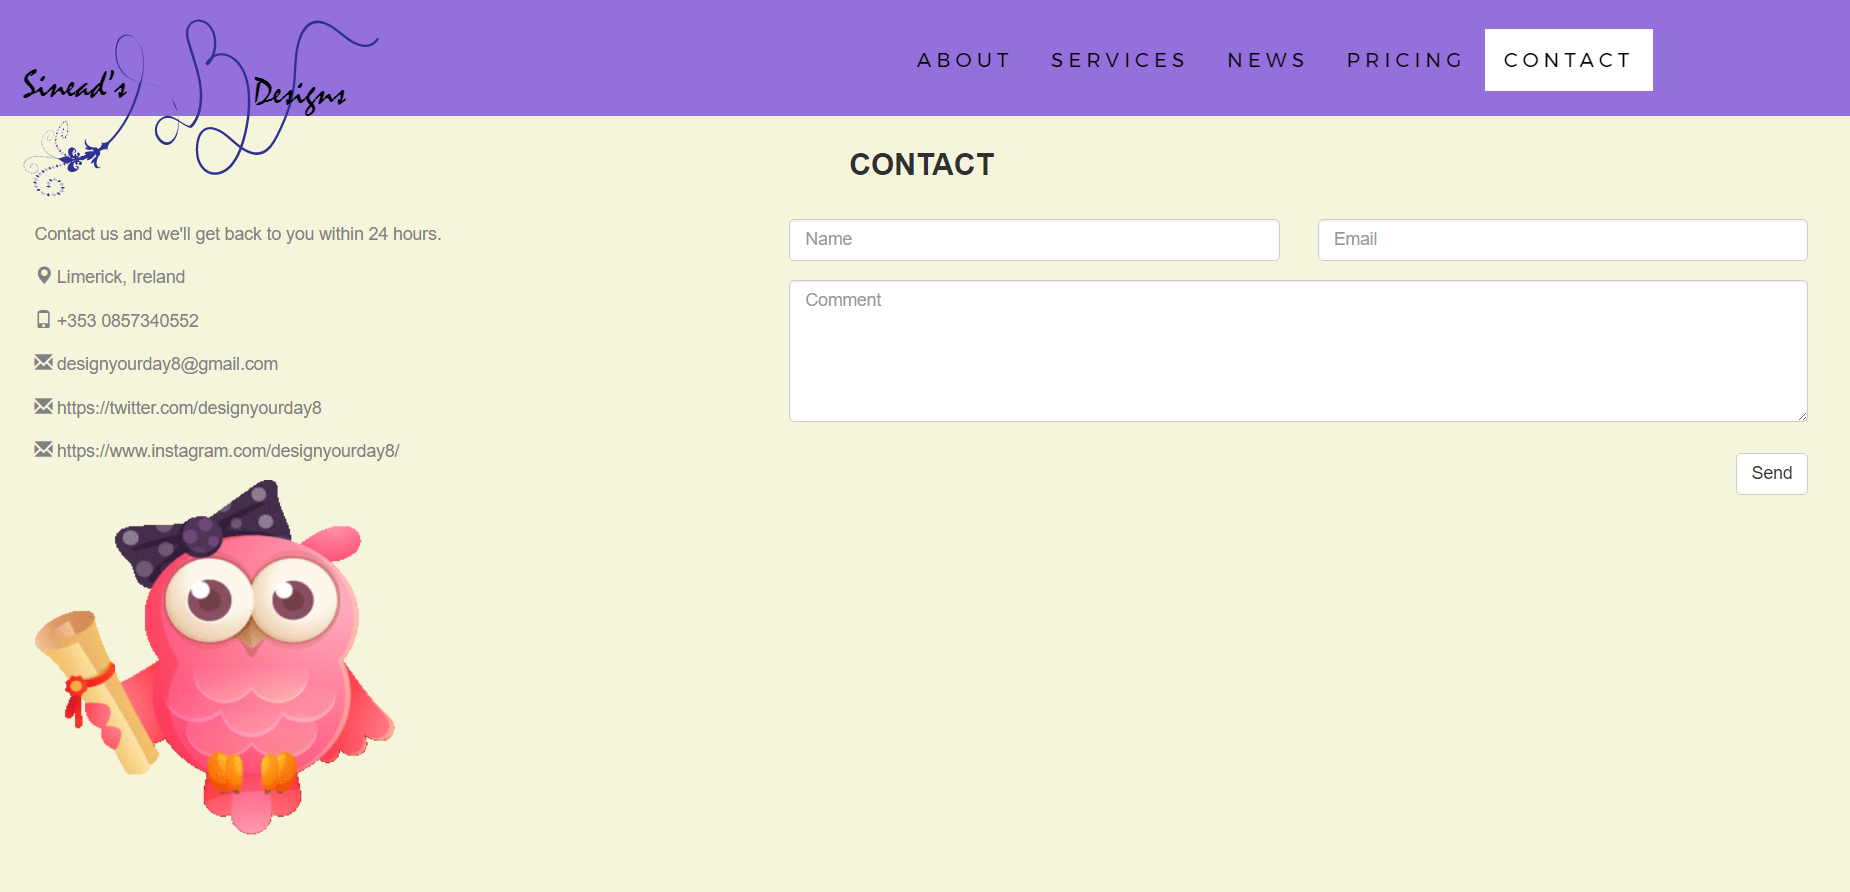 Sinead's Designs
ABOUT SERVICES NEWS PRICING CONTACT
CONTACT
Contact us and we'll get back to you within 24 hours.
Limerick, Ireland
+353 0857340552
designyourday8@gmail.com
https://twitter.com/designyourday8
https://www.instagram.com/designyourday8/
Name
Email
Comment
Send